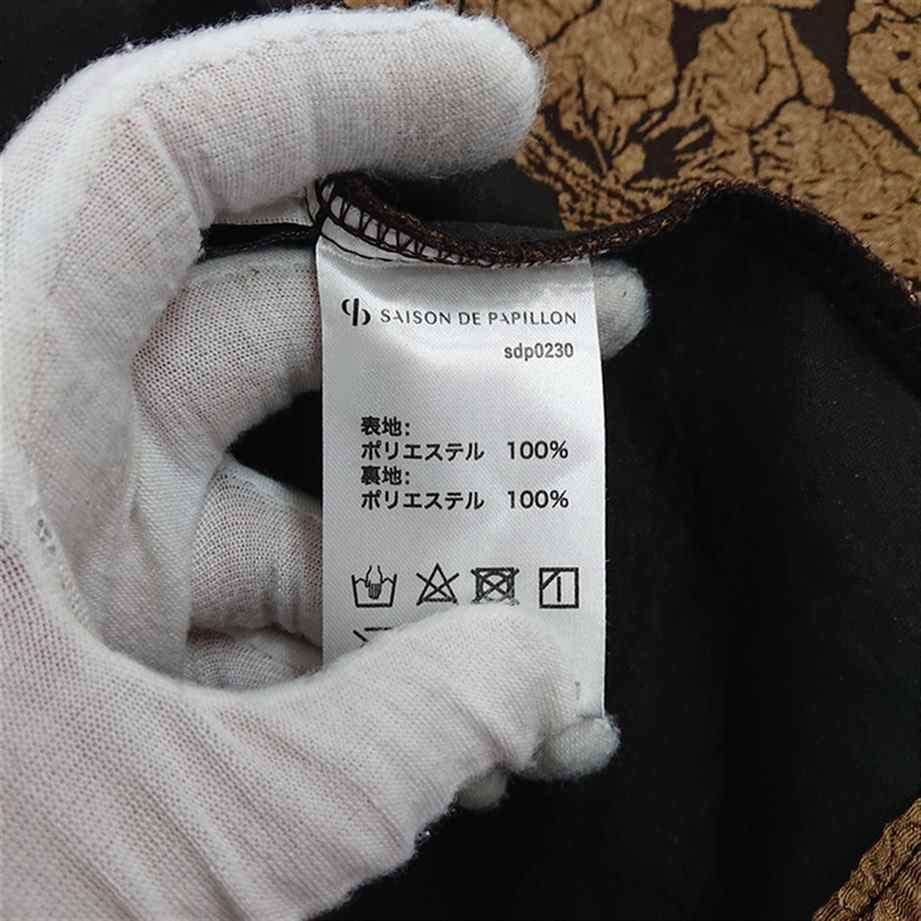 SAISON DE PAPILLON
sdp0230
表地:
ポリエステル 100%
裏地:
ポリエステル 100%